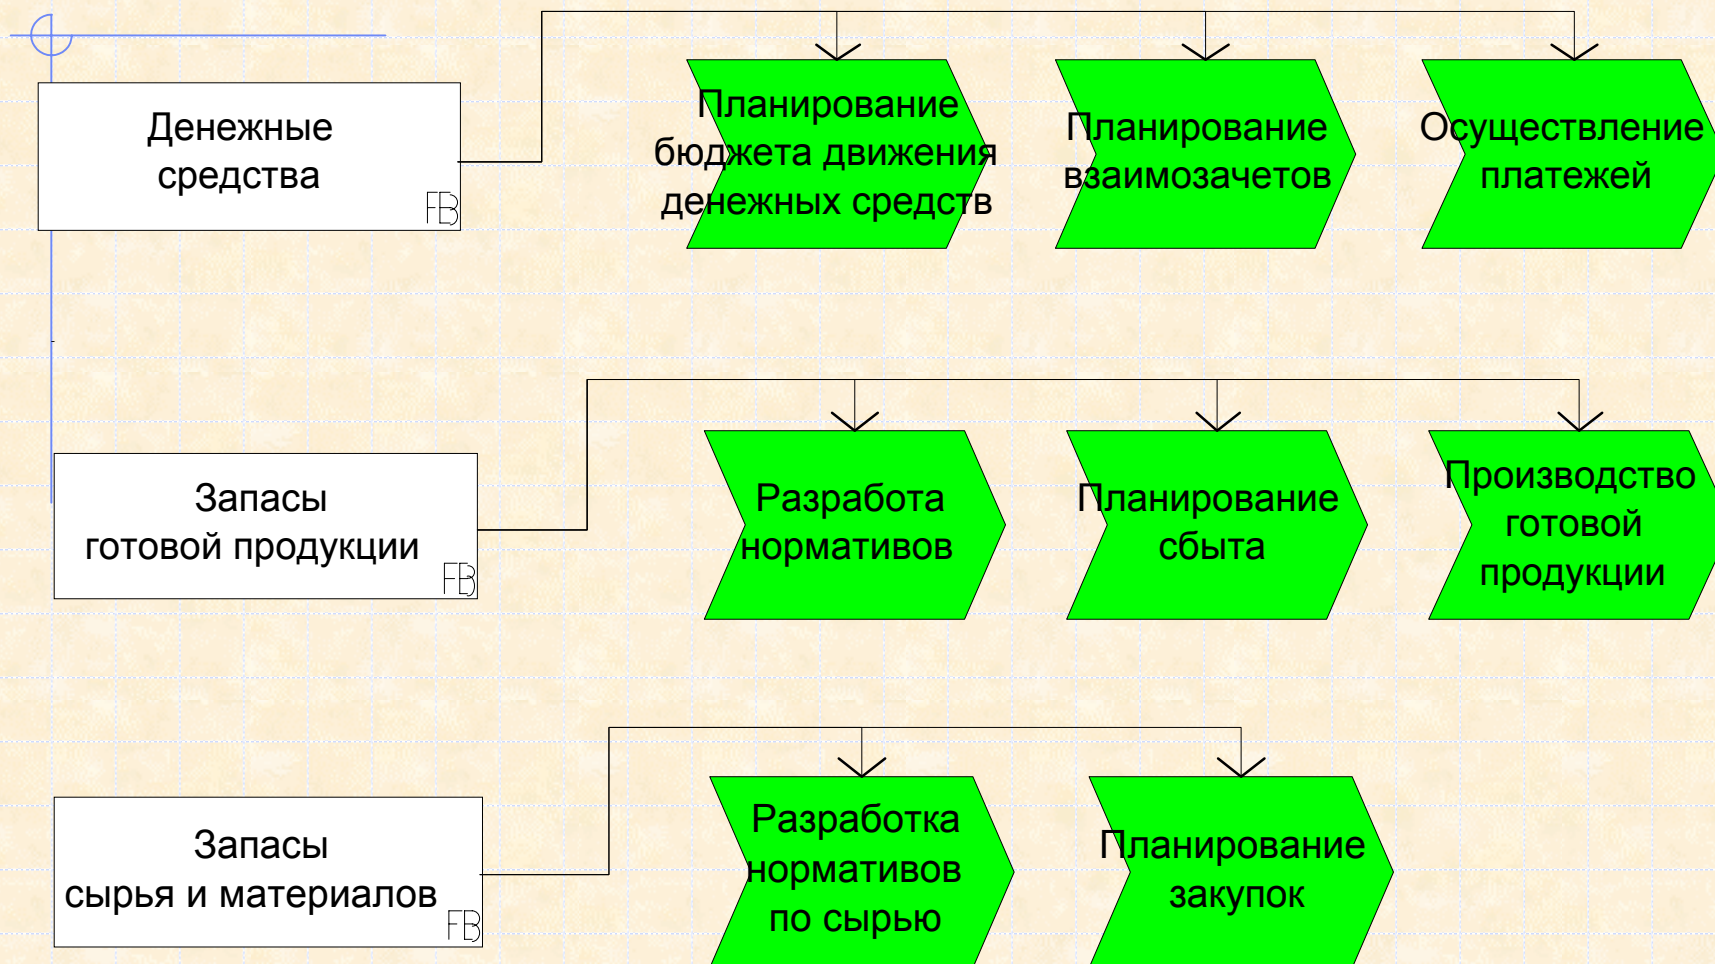 Денежные
средства
FB
Планирование
бюджета движения
денежных средств
Планирование
взаимозачетов
Осуществление
платежей
Запасы
готовой продукции
FB
Разработа
нормативов
Планирование
сбыта
Производство
готовой
продукции
Запасы
сырья и материалов
FB
Разработка
нормативов
по сырью
Планирование
закупок